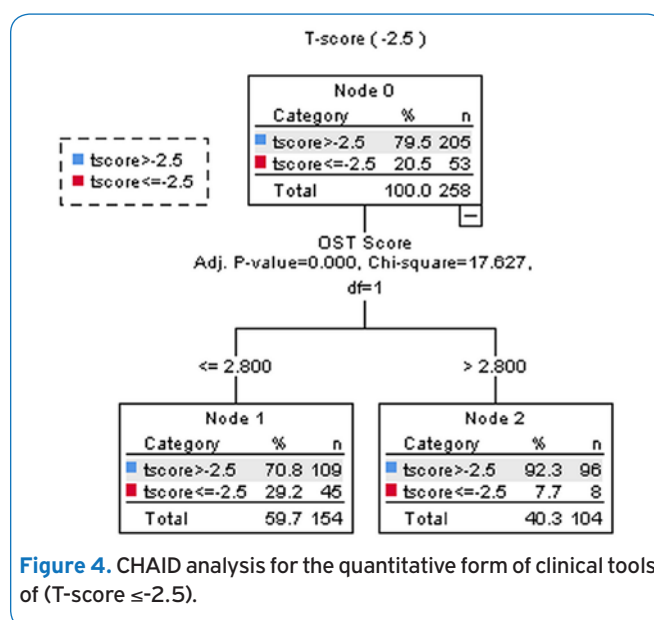 T-score ( -2.5 )
Node 0
Category % n
tscore>-2.5 79.5 205
tscore<=-2.5 20.5 53
Total 100.0 258
tscore>-2.5
tscore<=-2.5
OST Score
Adj. P-value=0.000, Chi-square=17.627,
df=1
<= 2.800
> 2.800
Node 1
Category % n
tscore>-2.5 70.8 109
tscore<=-2.5 29.2 45
Total 59.7 154
Node 2
Category % n
tscore>-2.5 92.3 96
tscore<=-2.5 7.7 8
Total 40.3 104
Figure 4. CHAID analysis for the quantitative form of clinical tools
of (T-score ≤-2.5).